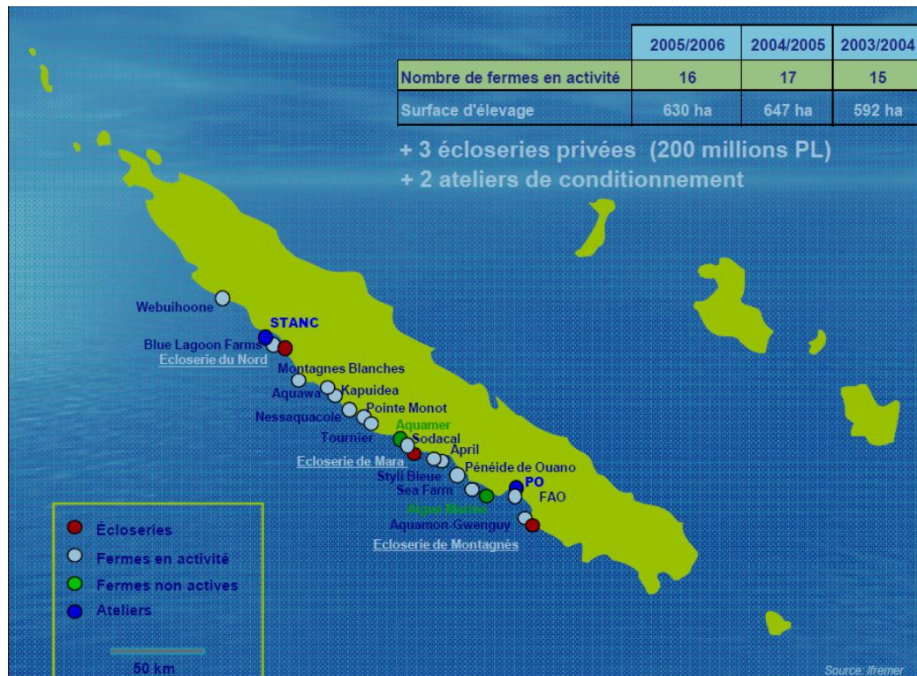 2005/2006 2004/2005 2003/2004
Nombre de fermes en activité 16 17 15
Surface d'élevage 630 ha 647 ha 592 ha
+ 3 écloseries privées (200 millions PL)
+ 2 ateliers de conditionnement
Webuihoone
STANC
Blue Lagoon Farms
Ecloserie du Nord
Montagnes Blanches
Aquawa
Kapuidea
Nessaquacole
Pointe Monot
Aquamer
Tournier
Sodacal
April
Ecloserie de Mara
Pénéide de Ouano
Styli Bleue
Sea Farm
PO
FAO
Aquamon-Gwenguy
Ecloserie de Montagnès
Écloseries
Fermes en activité
Fermes non actives
Ateliers
50 km
Source: Ifremer